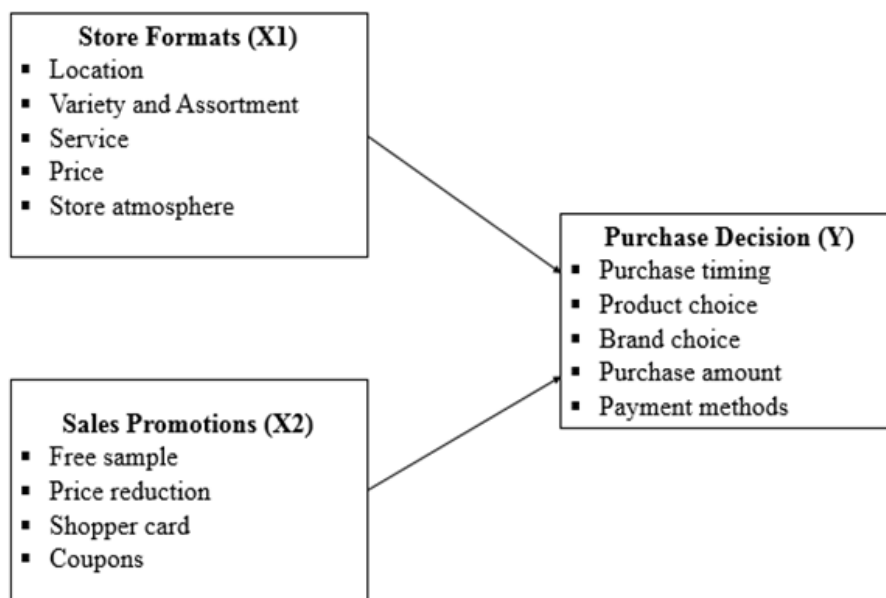 Store Formats (X1)
▪ Location
▪ Variety and Assortment
▪ Service
▪ Price
▪ Store atmosphere
Purchase Decision (Y)
▪ Purchase timing
▪ Product choice
▪ Brand choice
▪ Purchase amount
▪ Payment methods
Sales Promotions (X2)
▪ Free sample
▪ Price reduction
▪ Shopper card
▪ Coupons